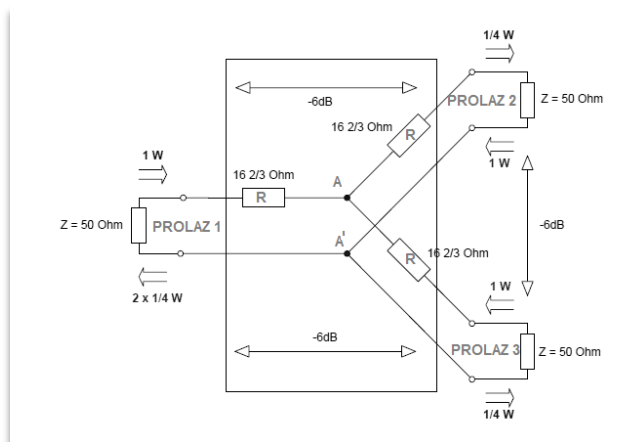 1/4 W
-6dB
PROLAZ 2
Z = 50 Ohm
16 2/3 Ohm
R
1 W
1 W
16 2/3 Ohm
A
R
Z = 50 Ohm
PROLAZ 1
-6dB
A'
16 2/3 Ohm
R
2 x 1/4 W
1 W
-6dB
PROLAZ 3
Z = 50 Ohm
1/4 W